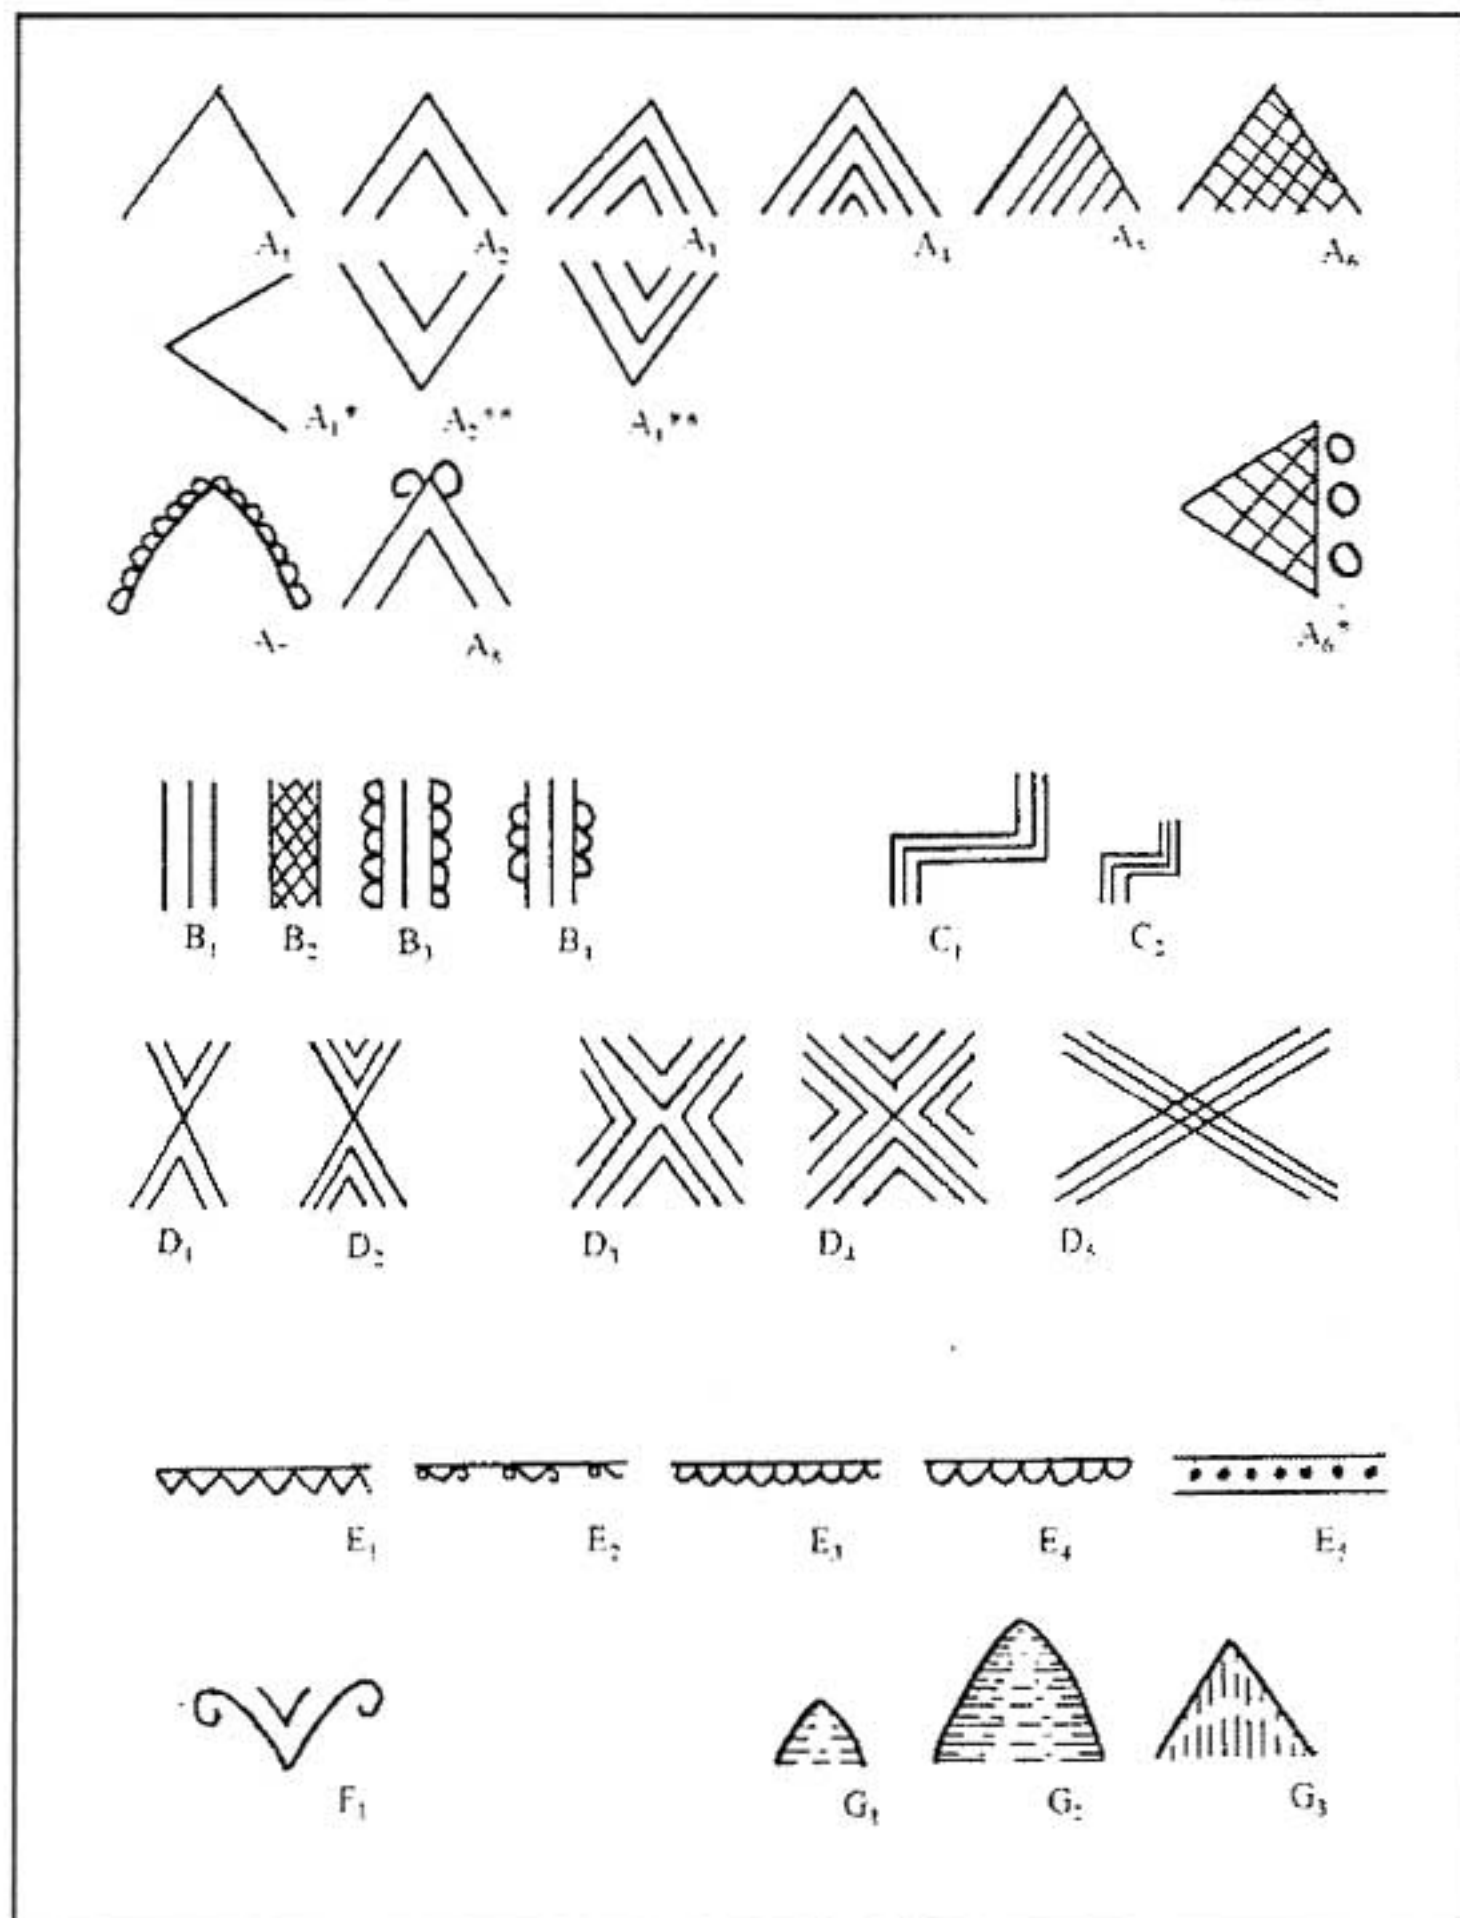 A₁ A₂ A₃ A₄ A₅ A₆
A₁* A₂** A₃**
A₇ A₈ A₆*
B₁ B₂ B₃ B₄ C₁ C₂
D₁ D₂ D₃ D₄ D₅
E₁ E₂ E₃ E₄ E₅
F₁ G₁ G₂ G₃